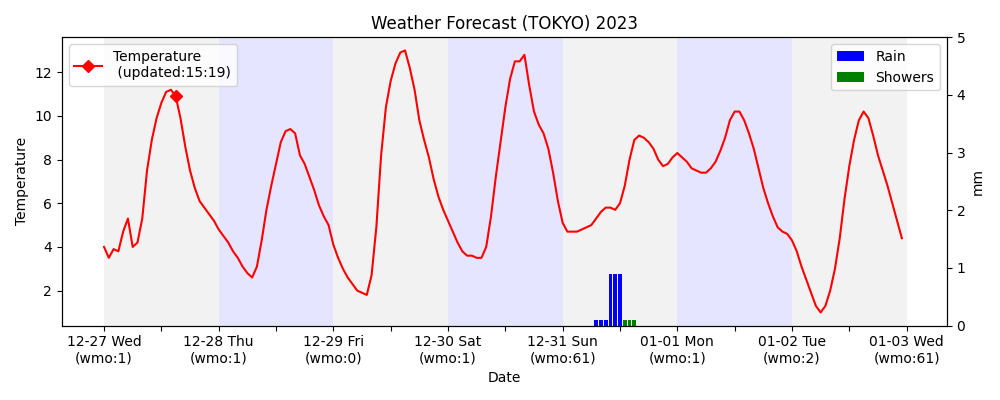 Weather Forecast (TOKYO) 2023
Temperature
(updated:15:19)
Rain
Showers
Temperature
12
10
8
6
4
2
5
4
3
2
1
0
mm
12-27 Wed
(wmo:1)
12-28 Thu
(wmo:1)
12-29 Fri
(wmo:0)
12-30 Sat
(wmo:1)
12-31 Sun
(wmo:61)
01-01 Mon
(wmo:1)
01-02 Tue
(wmo:2)
01-03 Wed
(wmo:61)
Date